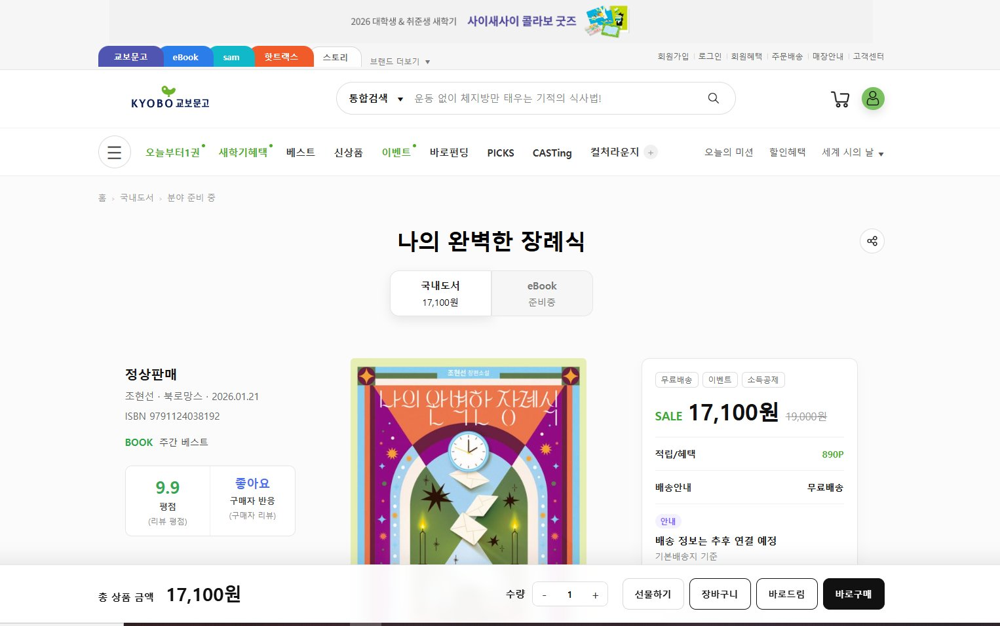 2026 대학생 & 취준생 새학기 사이새사이 콜라보 굿즈
교보문고 eBook sam 핫트랙스 스토리 브랜드 더보기 ▼
회원가입 로그인 회원혜택 주문배송 매장안내 고객센터
KYOBO 교보문고
통합검색 ▼ 운동 없이 체지방만 태우는 기적의 식사법!
오늘부터1권 새학기혜택 베스트 신상품 이벤트 바로펀딩 PICKS CASTing 컬처라운지 +
오늘의 미션 할인혜택 세계 시의 날 ▼
홈 › 국내도서 › 분야 준비 중
나의 완벽한 장례식
국내도서 eBook
17,100원 준비중
정상판매
조현선 · 북로망스 · 2026.01.21
ISBN 9791124038192
BOOK 주간 베스트
9.9
평점
(리뷰 평점)
좋아요
구매자 반응
(구매자 리뷰)
조현선 장편소설
나의 완벽한 장례식
무료배송 이벤트 소득공제
SALE 17,100원 19,000원
적립/혜택 890P
배송안내 무료배송
안내
배송 정보는 추후 연결 예정
기본배송지 기준
총 상품 금액 17,100원
수량 - 1 +
선물하기 장바구니 바로드림 바로구매